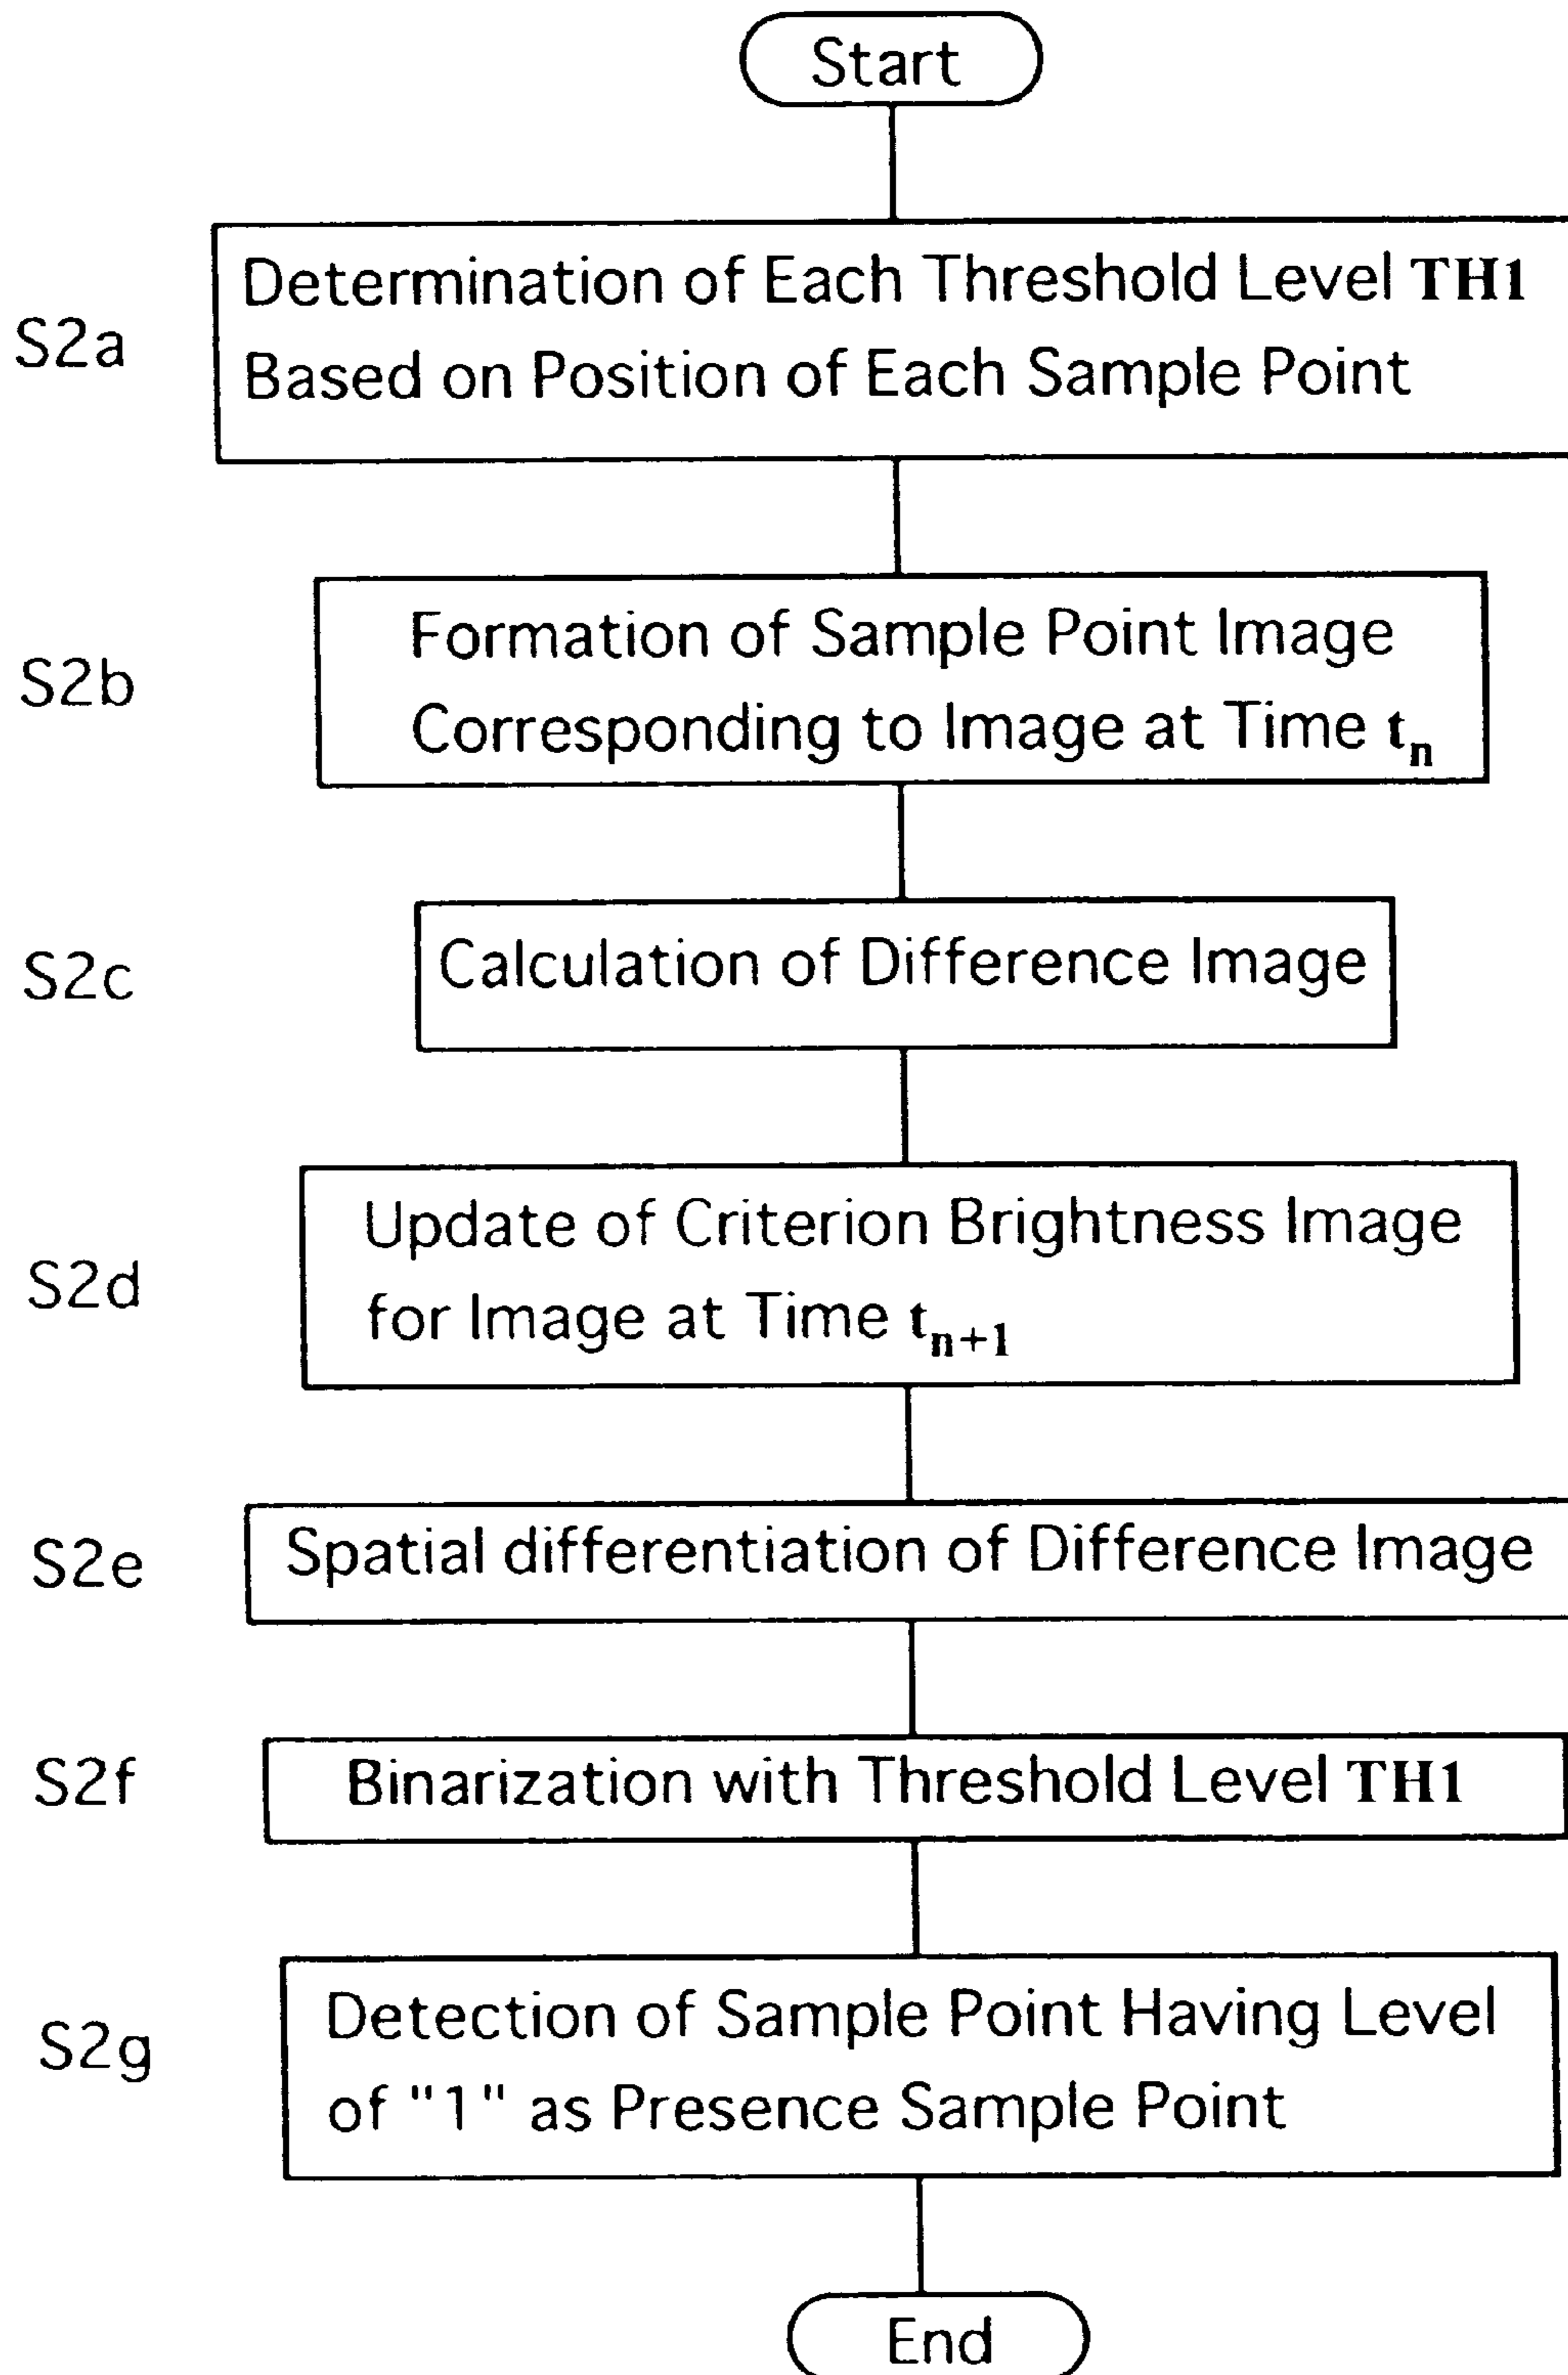 Start
S2a
Determination of Each Threshold Level TH1
Based on Position of Each Sample Point
S2b
Formation of Sample Point Image
Corresponding to Image at Time tn
S2c
Calculation of Difference Image
S2d
Update of Criterion Brightness Image
for Image at Time tn+1
S2e
Spatial differentiation of Difference Image
S2f
Binarization with Threshold Level TH1
S2g
Detection of Sample Point Having Level
of "1" as Presence Sample Point
End